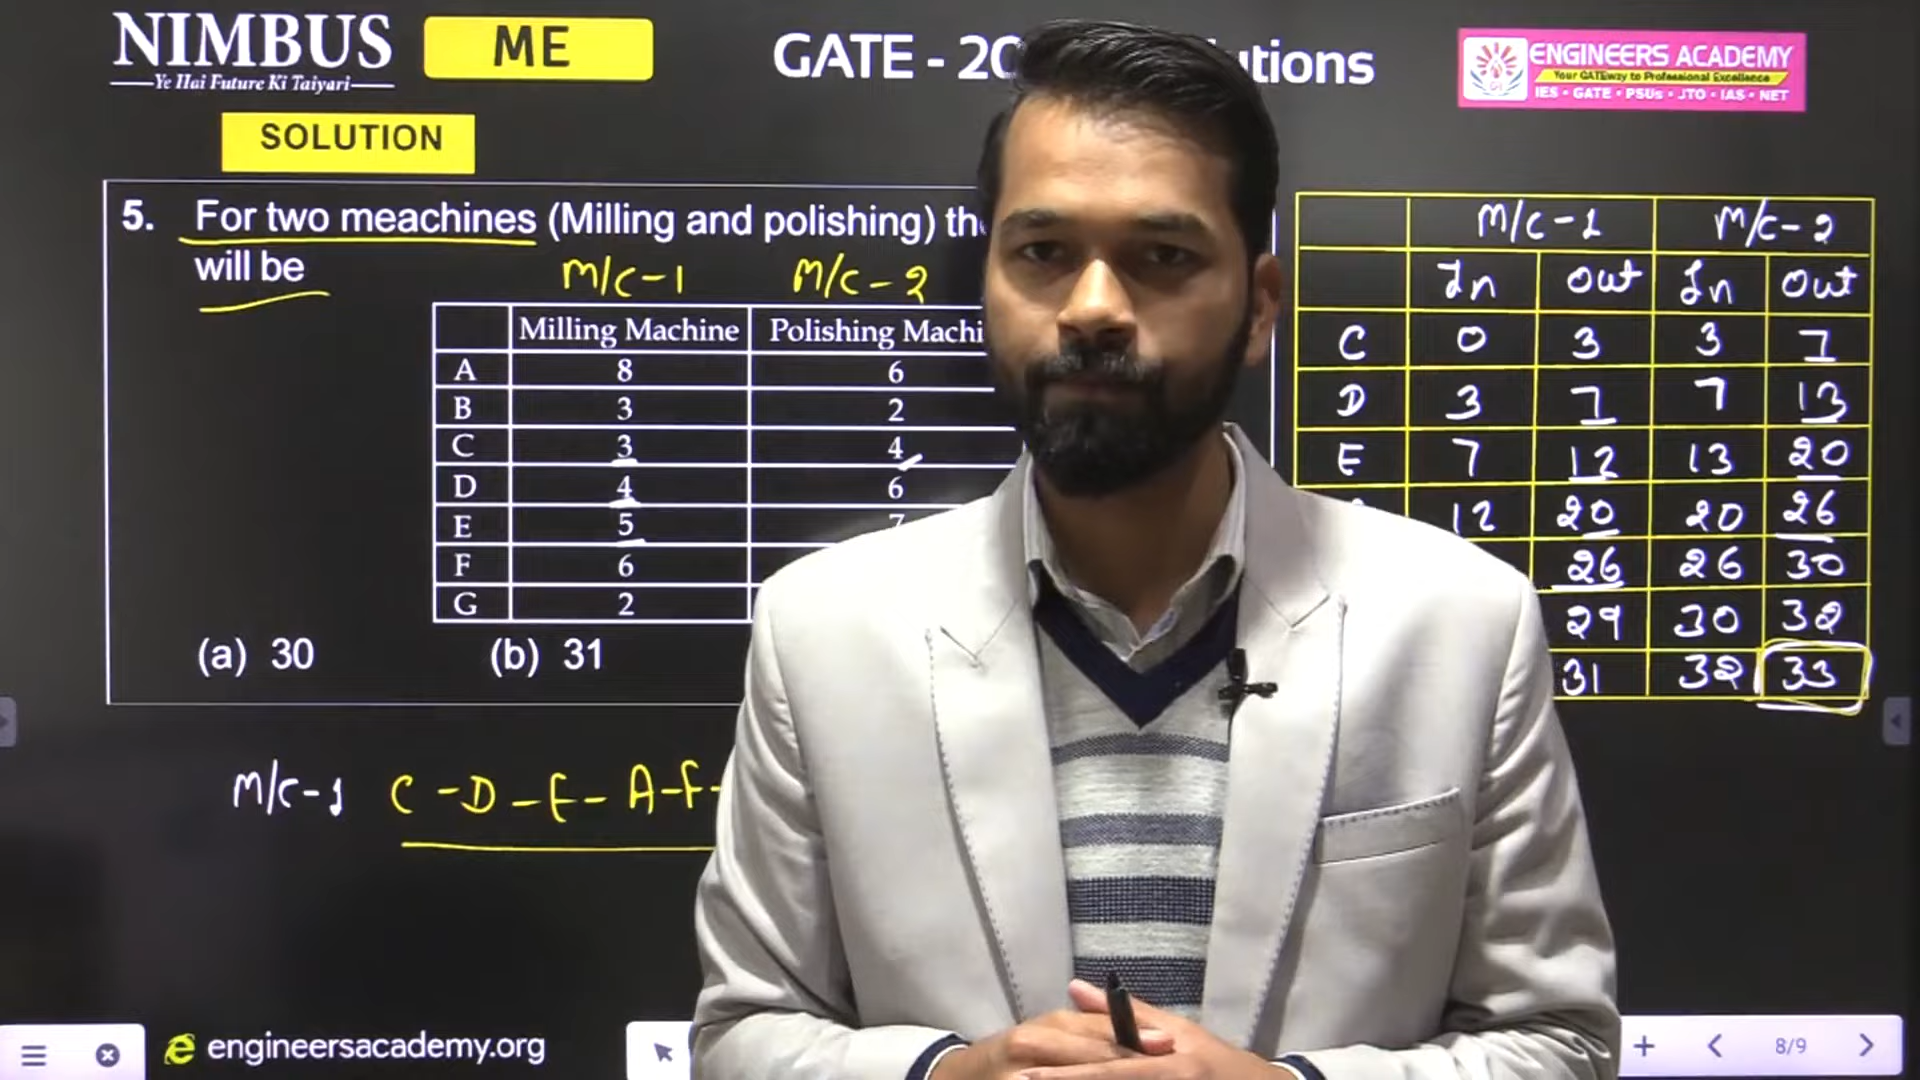 NIMBUS
Ye Hai Future Ki Taiyari
ME
GATE - 20 utions
ENGINEERS ACADEMY
Your GATEway to Professional Excellence
IES • GATE • PSUs • JTO • IAS • NET
SOLUTION
5. For two meachines (Milling and polishing) th
will be
M/C-1 M/C-2
Milling Machine Polishing Machi
A 8 6
B 3 2
C 3 4
D 4 6
E 5 7
F 6
G 2
(a) 30 (b) 31
M/C-1 M/C-2
In Out In Out
C 0 3 3 7
D 3 7 7 13
E 7 12 13 20
12 20 20 26
26 26 30
29 30 32
31 32 33
M/C-1 C-D-E-A-F-
engineersacademy.org
8/9